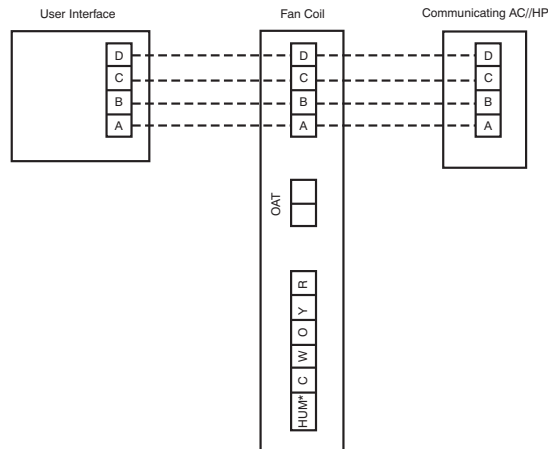 User Interface
Fan Coil
Communicating AC//HP
D
C
B
A
D
C
B
A
D
C
B
A
OAT
R
Y
O
W
C
HUM*